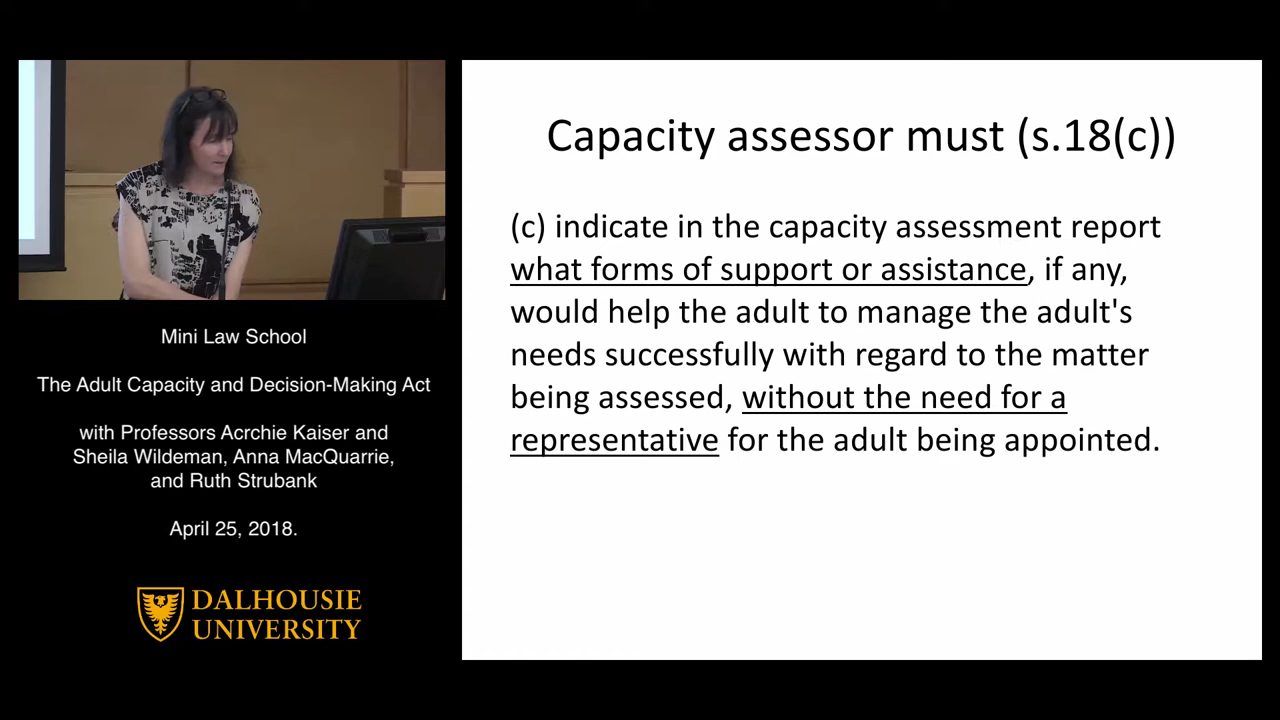 Capacity assessor must (s.18(c))
(c) indicate in the capacity assessment report
what forms of support or assistance, if any,
would help the adult to manage the adult's
needs successfully with regard to the matter
being assessed, without the need for a
representative for the adult being appointed.
Mini Law School
The Adult Capacity and Decision-Making Act
with Professors Acrchie Kaiser and
Sheila Wildeman, Anna MacQuarrie,
and Ruth Strubank
April 25, 2018.
DALHOUSIE
UNIVERSITY